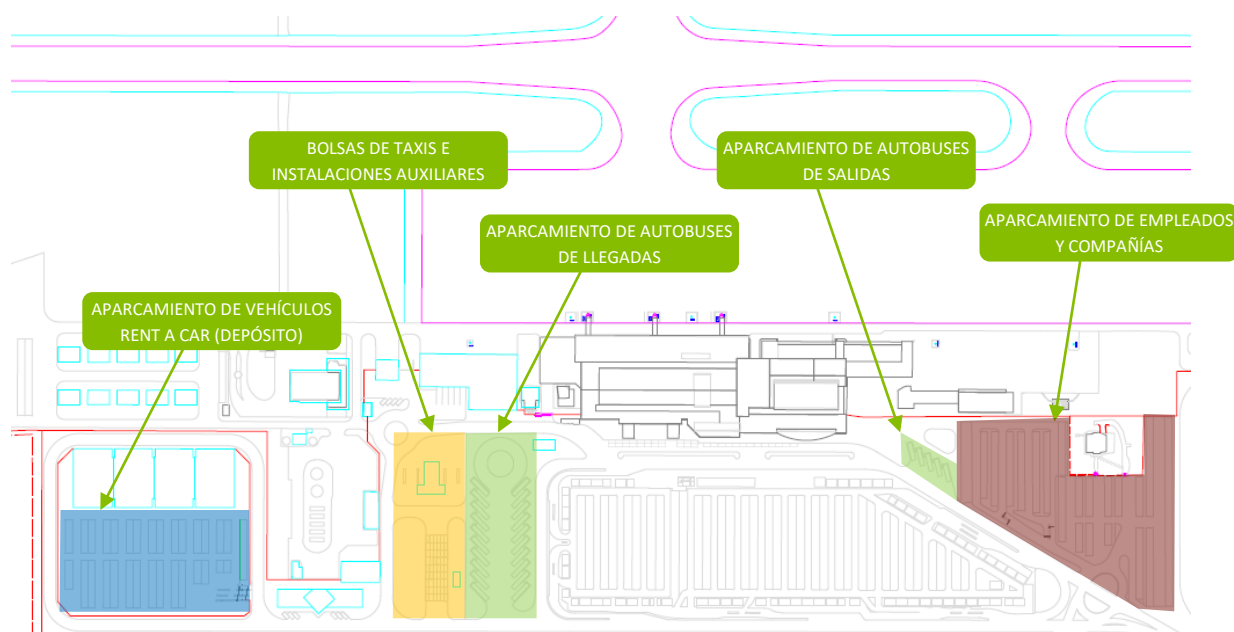 BOLSAS DE TAXIS E
INSTALACIONES AUXILIARES
APARCAMIENTO DE AUTOBUSES
DE SALIDAS
APARCAMIENTO DE AUTOBUSES
DE LLEGADAS
APARCAMIENTO DE EMPLEADOS
Y COMPAÑÍAS
APARCAMIENTO DE VEHÍCULOS
RENT A CAR (DEPÓSITO)